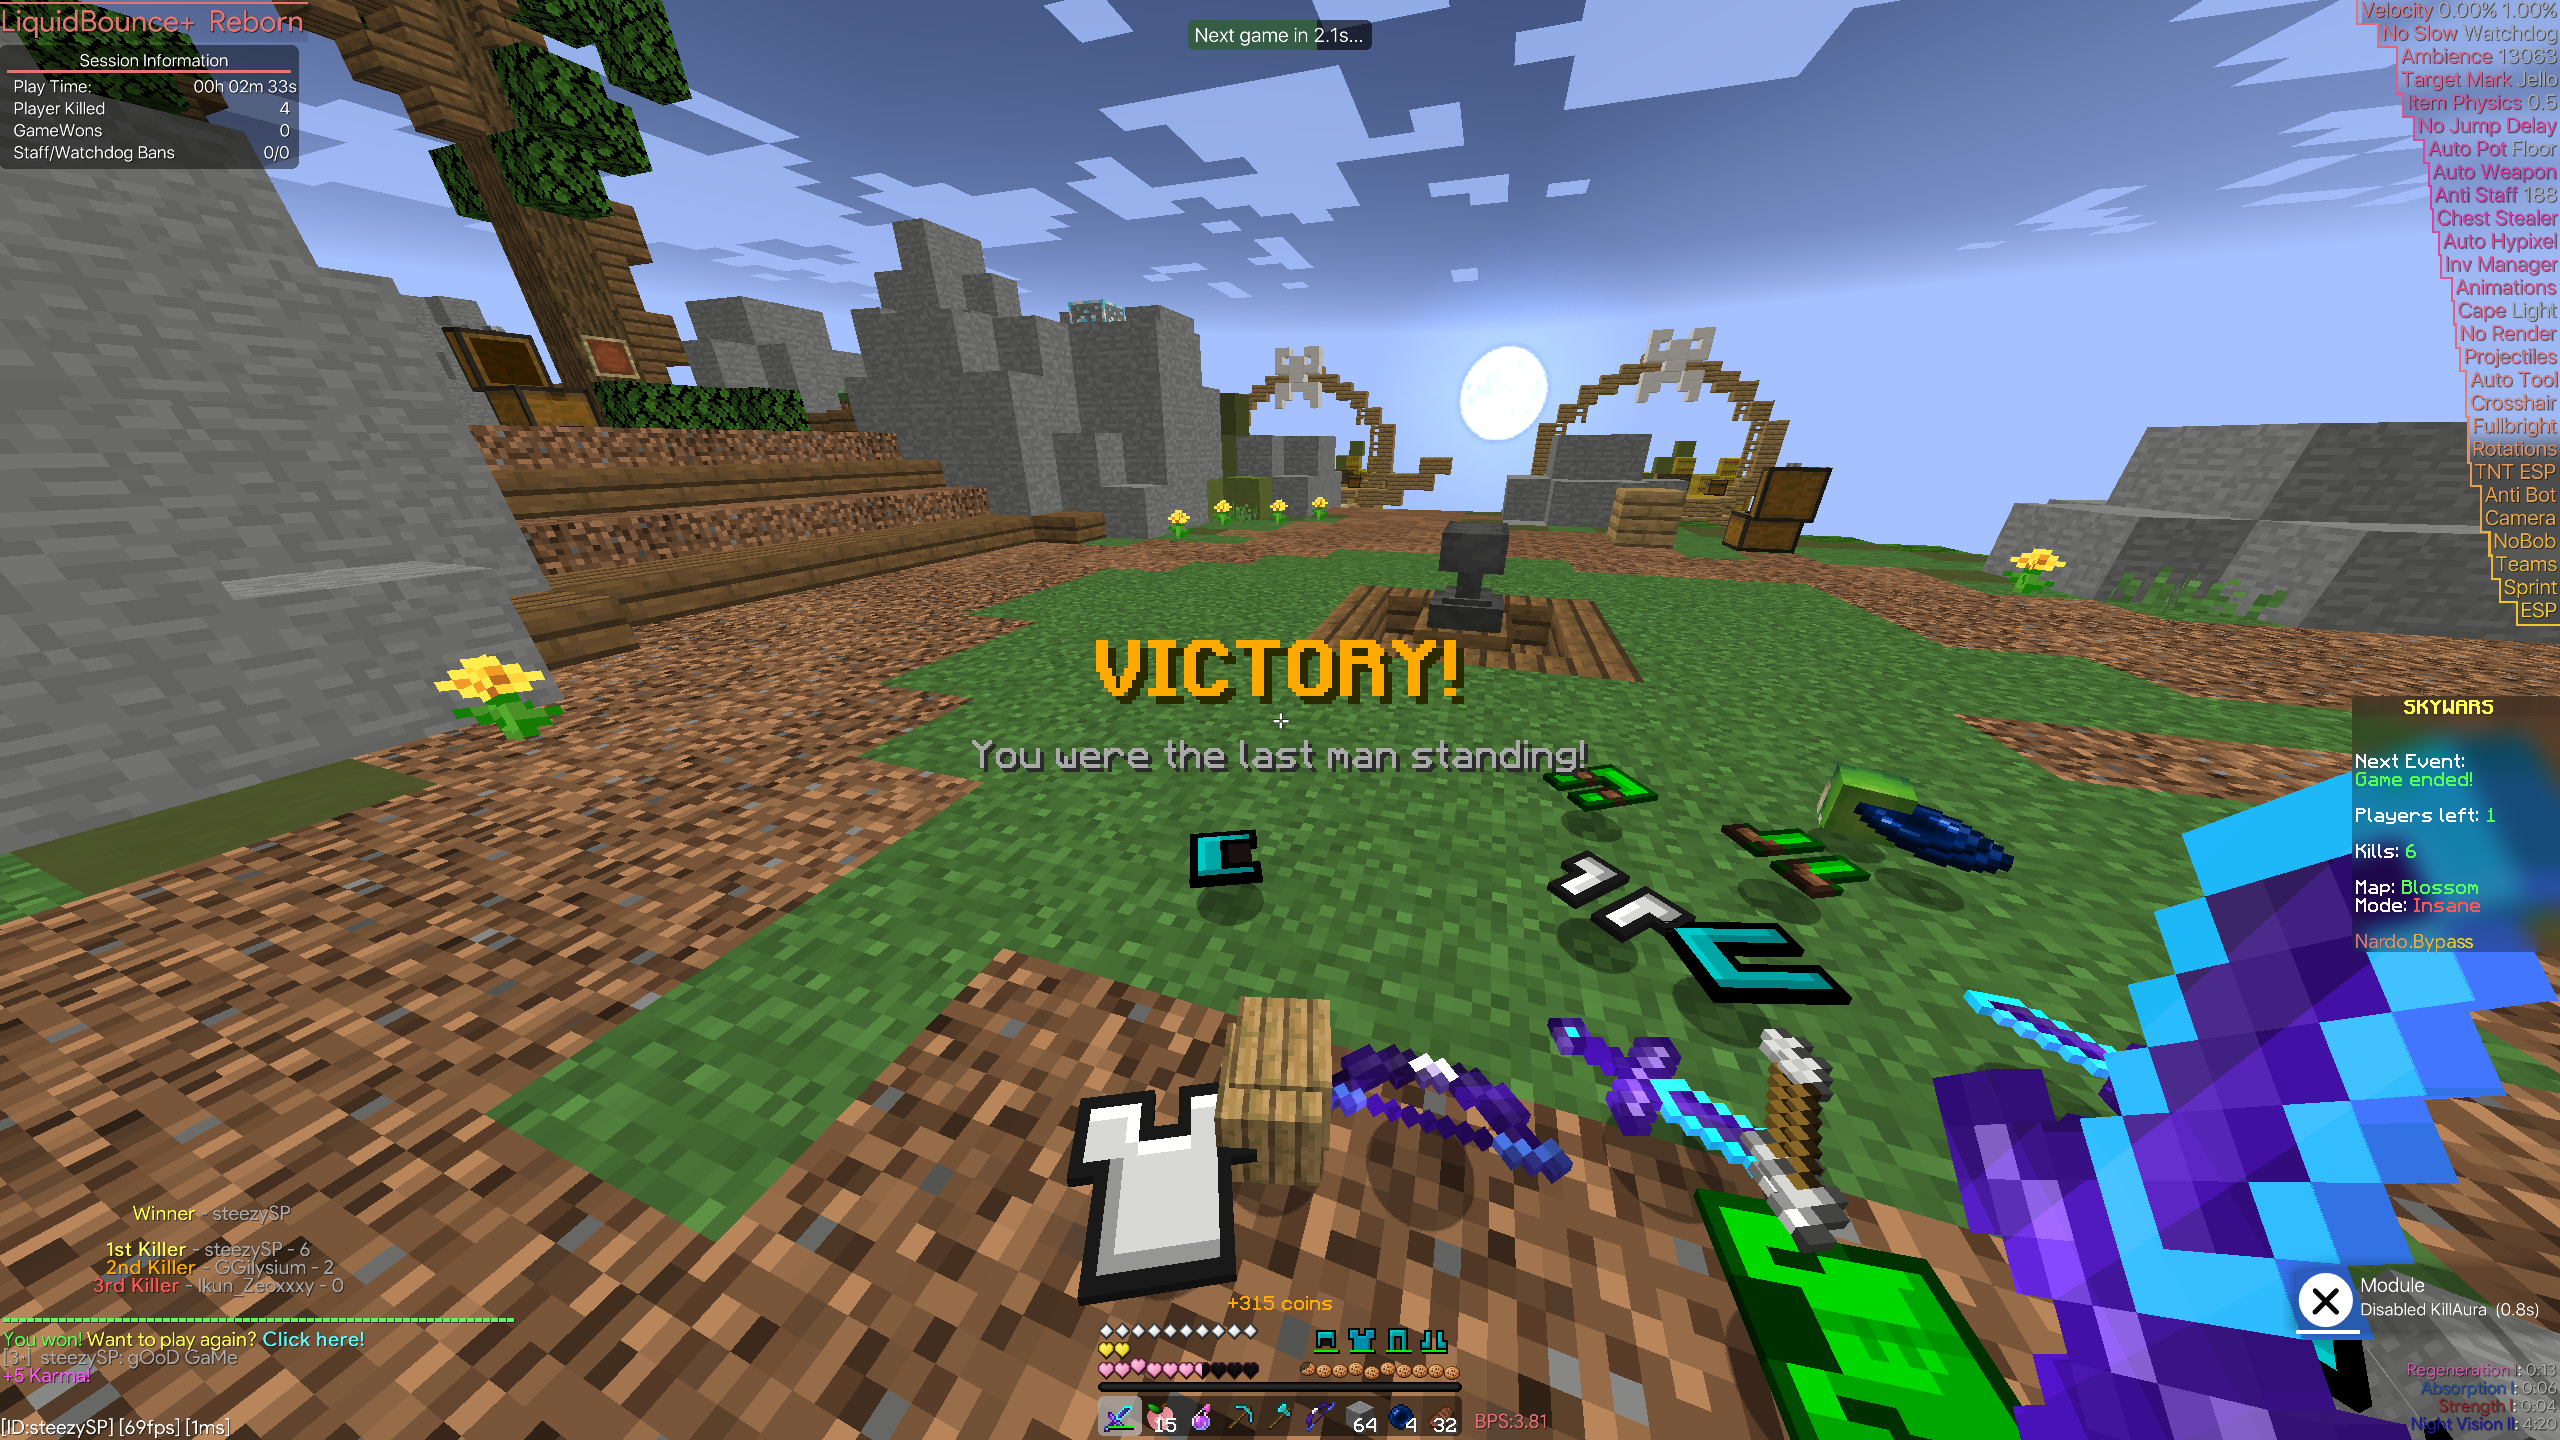 LiquidBounce+ Reborn
Session Information
Play Time: 00h 02m 33s
Player Killed 4
GameWons 0
Staff/Watchdog Bans 0/0
Next game in 2.1s...
Velocity 0.00% 1.00%
No Slow Watchdog
Ambience 13063
Target Mark Jello
Item Physics 0.5
No Jump Delay
Auto Pot Floor
Auto Weapon
Anti Staff 188
Chest Stealer
Auto Hypixel
Inv Manager
Animations
Cape Light
No Render
Projectiles
Auto Tool
Crosshair
Fullbright
Rotations
TNT ESP
Anti Bot
Camera
NoBob
Teams
Sprint
ESP
VICTORY!
You were the last man standing!
SKYWARS
Next Event:
Game ended!
Players left: 1
Kills: 6
Map: Blossom
Mode: Insane
Nardo.Bypass
Winner - steezySP
1st Killer - steezySP - 6
2nd Killer - GGilysium - 2
3rd Killer - Ikun_Zeoxxxy - 0
You won! Want to play again? Click here!
[3✧] steezySP: gOoD GaMe
+5 Karma!
[ID:steezySP] [69fps] [1ms]
+315 coins
15
64
4
32
BPS:3.81
Module
Disabled KillAura (0.8s)
Regeneration I: 0:13
Absorption I: 0:06
Strength I: 0:04
Night Vision II: 4:20